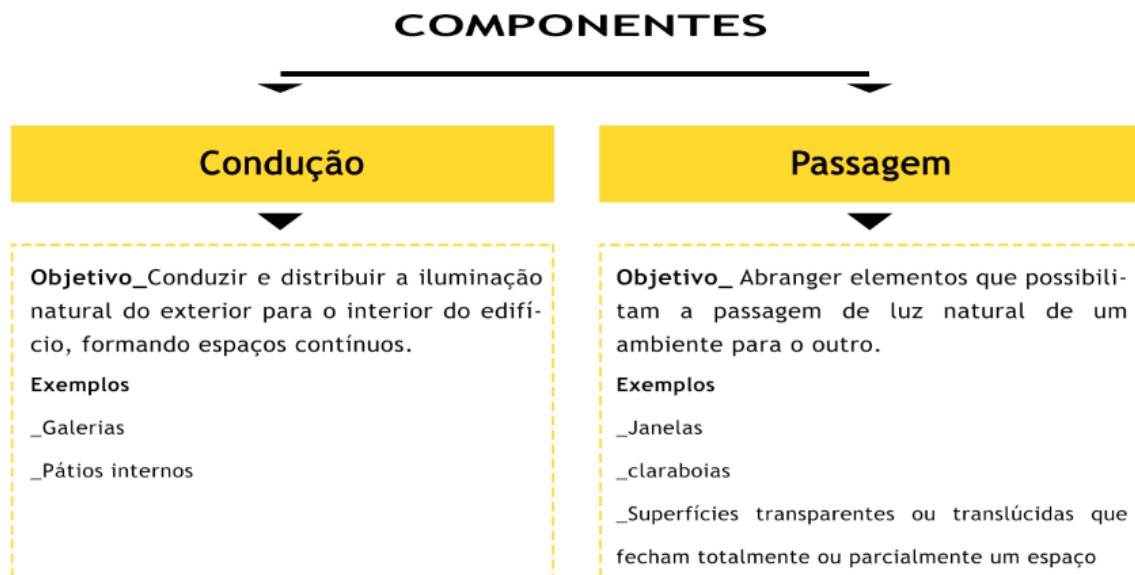 COMPONENTES
Condução
Objetivo_Conduzir e distribuir a iluminação
natural do exterior para o interior do edifí-
cio, formando espaços contínuos.
Exemplos
_Galerias
_Pátios internos
Passagem
Objetivo_ Abranger elementos que possibili-
tam a passagem de luz natural de um
ambiente para o outro.
Exemplos
_Janelas
_claraboias
_Superfícies transparentes ou translúcidas que
fecham totalmente ou parcialmente um espaço